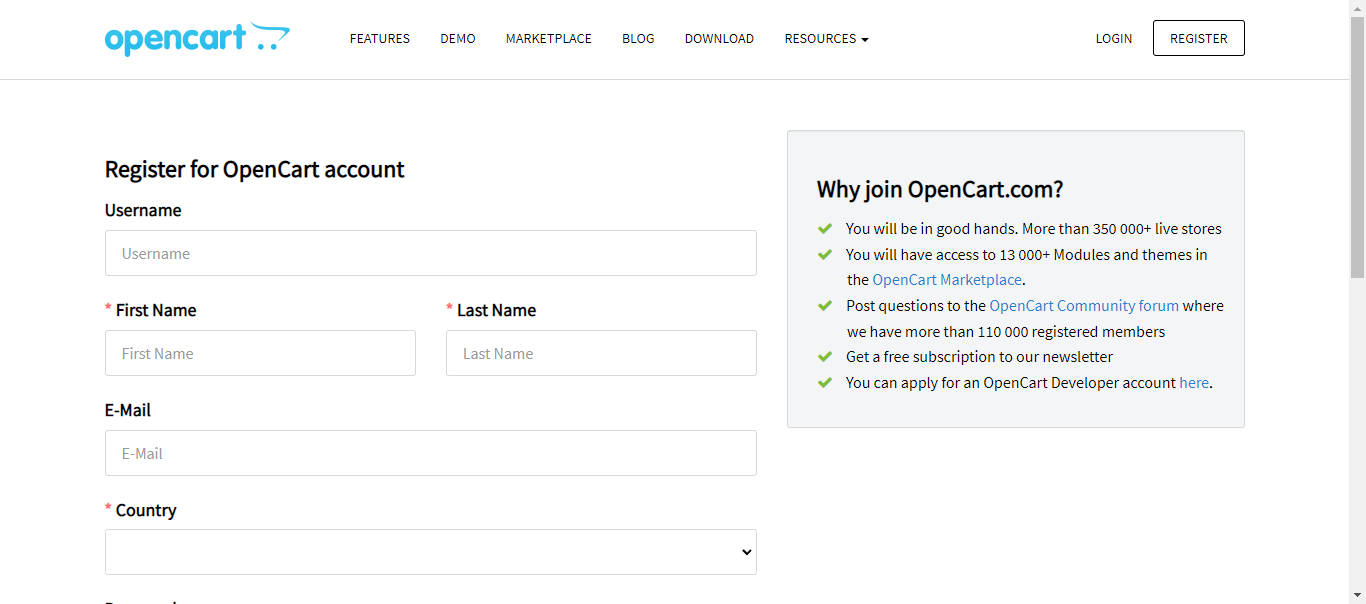 opencart
FEATURES DEMO MARKETPLACE BLOG DOWNLOAD RESOURCES LOGIN REGISTER
Register for OpenCart account
Username
Username
* First Name * Last Name
First Name Last Name
E-Mail
E-Mail
* Country
Why join OpenCart.com?
You will be in good hands. More than 350 000+ live stores
You will have access to 13 000+ Modules and themes in
the OpenCart Marketplace.
Post questions to the OpenCart Community forum where
we have more than 110 000 registered members
Get a free subscription to our newsletter
You can apply for an OpenCart Developer account here.